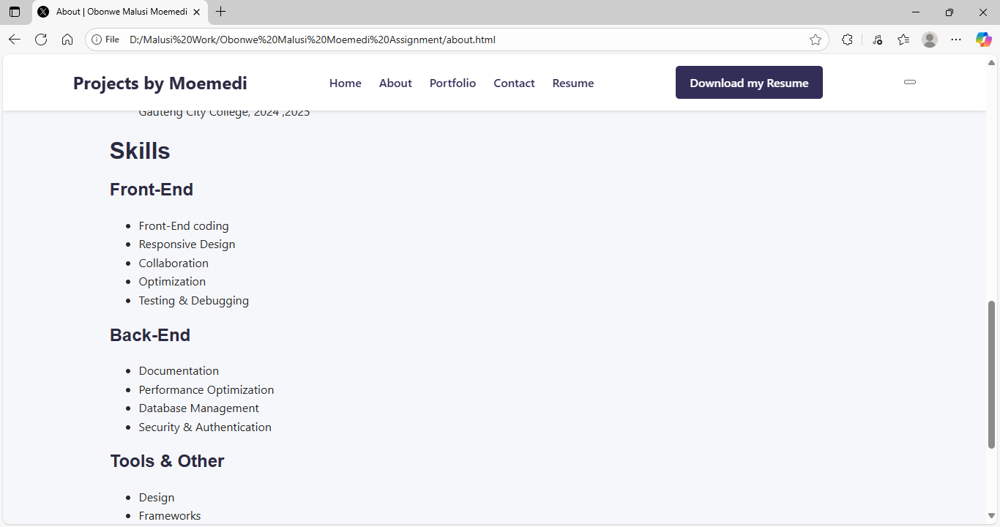 About | Obonwe Malusi Moemedi
File D:/Malusi%20Work/Obonwe%20Malusi%20Moemedi%20Assignment/about.html
Projects by Moemedi
Home About Portfolio Contact Resume
Download my Resume
Gauteng City College, 2024 ,2025
Skills
Front-End
Front-End coding
Responsive Design
Collaboration
Optimization
Testing & Debugging
Back-End
Documentation
Performance Optimization
Database Management
Security & Authentication
Tools & Other
Design
Frameworks